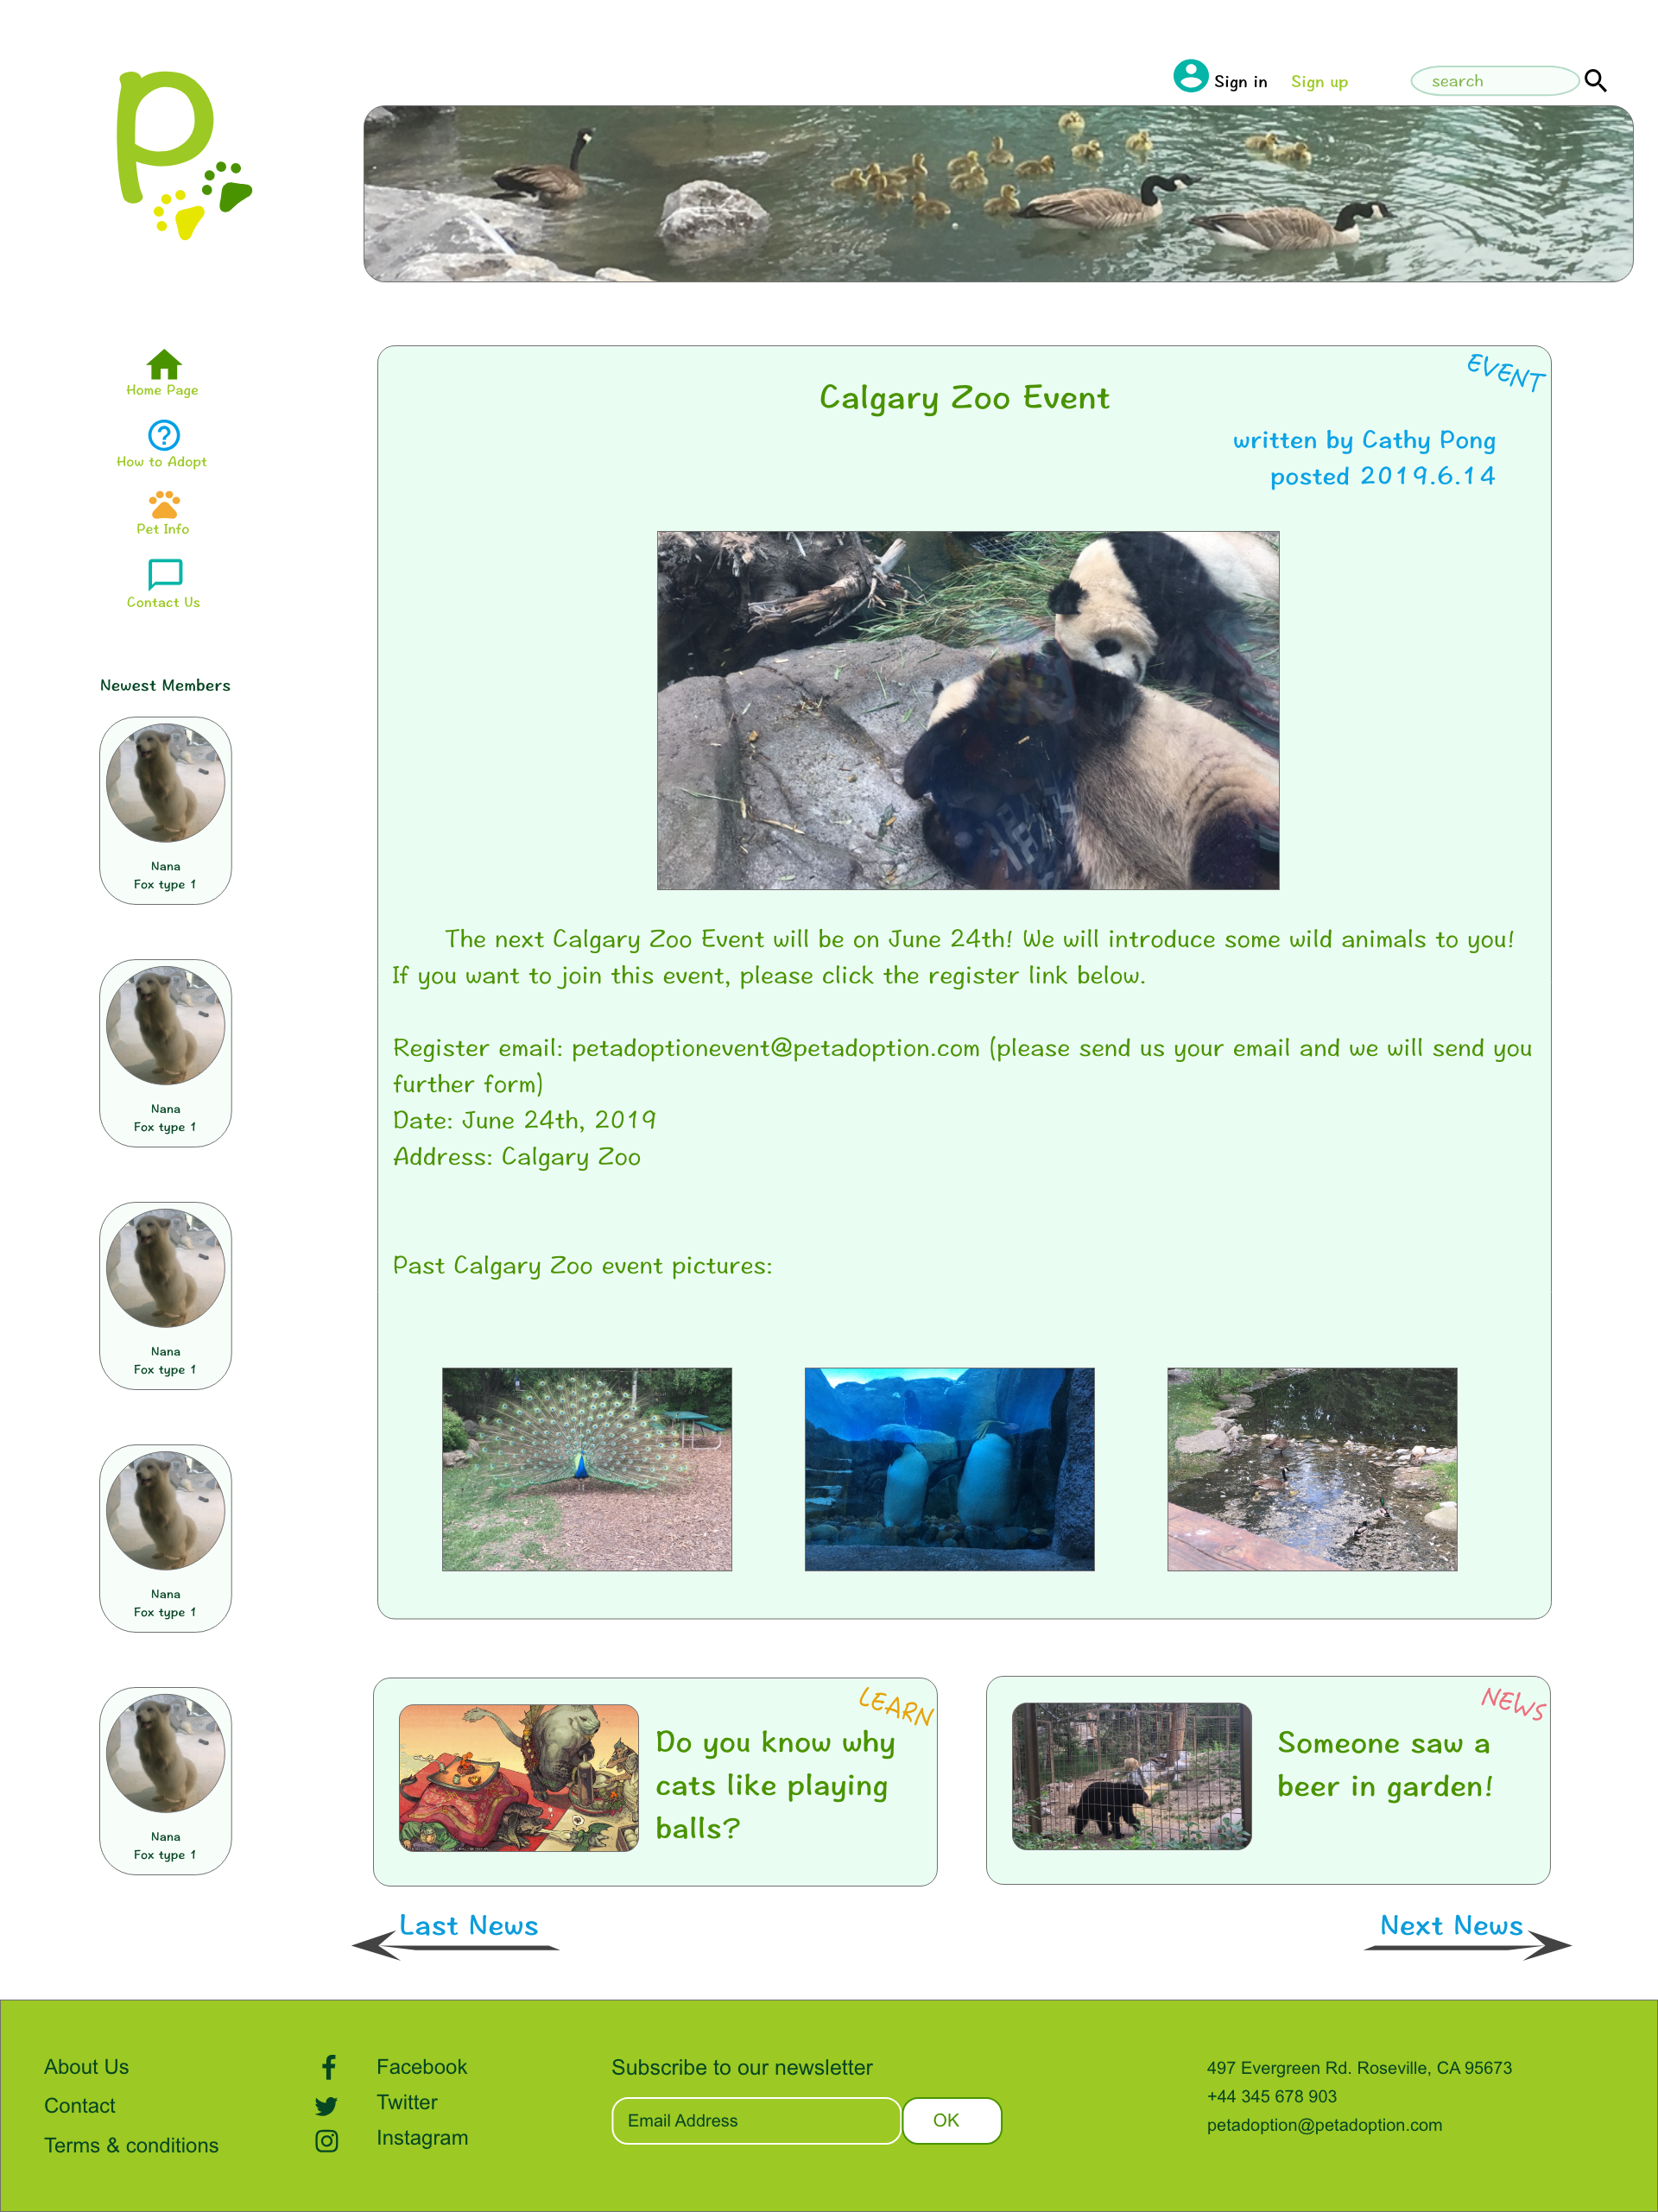 p
Sign in
Sign up
search
Home Page
How to Adopt
Pet Info
Contact Us
Newest Members
Nana
Fox type 1
Nana
Fox type 1
Nana
Fox type 1
Nana
Fox type 1
Nana
Fox type 1
EVENT
Calgary Zoo Event
written by Cathy Pong
posted 2019.6.14
The next Calgary Zoo Event will be on June 24th! We will introduce some wild animals to you!
If you want to join this event, please click the register link below.
Register email: petadoptionevent@petadoption.com (please send us your email and we will send you
further form)
Date: June 24th, 2019
Address: Calgary Zoo
Past Calgary Zoo event pictures:
LEARN
Do you know why
cats like playing
balls?
NEWS
Someone saw a
beer in garden!
Last News
Next News
About Us
Contact
Terms & conditions
Facebook
Twitter
Instagram
Subscribe to our newsletter
Email Address
OK
497 Evergreen Rd. Roseville, CA 95673
+44 345 678 903
petadoption@petadoption.com